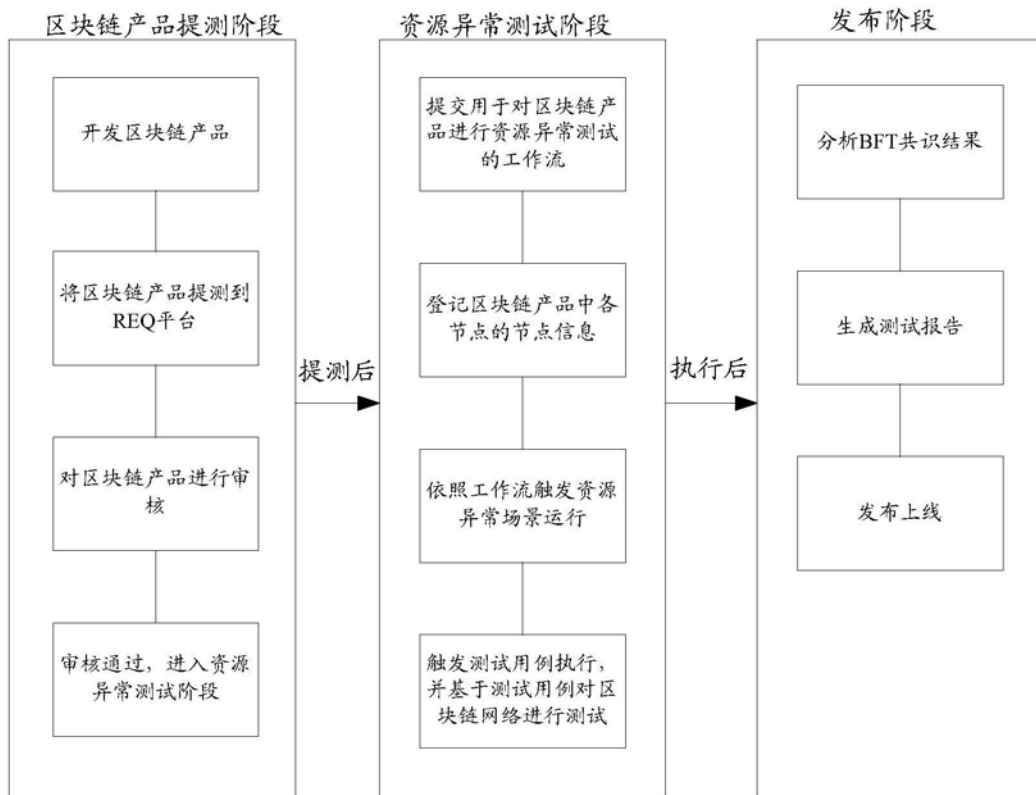 区块链产品提测阶段
开发区块链产品
将区块链产品提测到
REQ平台
对区块链产品进行审
核
审核通过，进入资源
异常测试阶段
提测后
资源异常测试阶段
提交用于对区块链产
品进行资源异常测试
的工作流
登记区块链产品中各
节点的节点信息
依照工作流触发资源
异常场景运行
触发测试用例执行，
并基于测试用例对区
块链网络进行测试
执行后
发布阶段
分析BFT共识结果
生成测试报告
发布上线